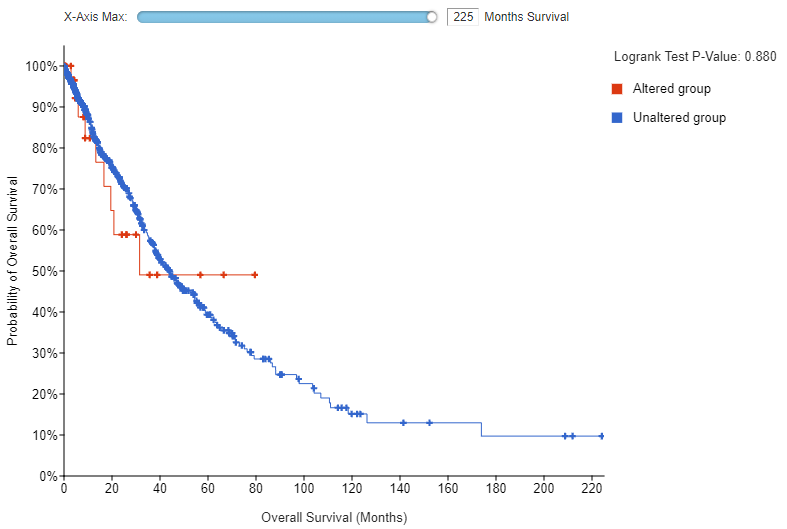 X-Axis Max: 225 Months Survival
Logrank Test P-Value: 0.880
Altered group
Unaltered group
Probability of Overall Survival
100%
90%
80%
70%
60%
50%
40%
30%
20%
10%
0%
0 20 40 60 80 100 120 140 160 180 200 220
Overall Survival (Months)